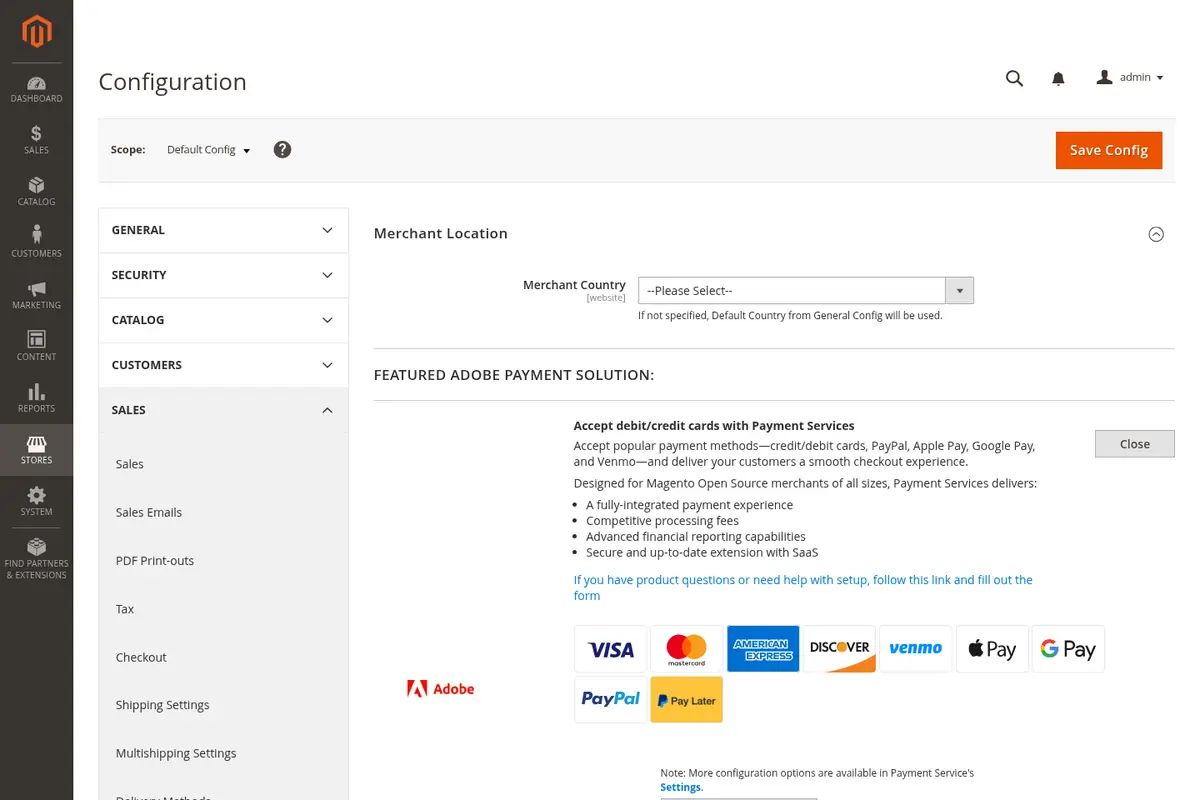 DASHBOARD
SALES
CATALOG
CUSTOMERS
MARKETING
CONTENT
REPORTS
STORES
SYSTEM
FIND PARTNERS
& EXTENSIONS
Configuration
admin
Scope:
Default Config
?
Save Config
GENERAL
SECURITY
CATALOG
CUSTOMERS
SALES
Sales
Sales Emails
PDF Print-outs
Tax
Checkout
Shipping Settings
Multishipping Settings
Delivery Methods
Merchant Location
Merchant Country
[website]
--Please Select--
If not specified, Default Country from General Config will be used.
FEATURED ADOBE PAYMENT SOLUTION:
Accept debit/credit cards with Payment Services
Close
Accept popular payment methods—credit/debit cards, PayPal, Apple Pay, Google Pay,
and Venmo—and deliver your customers a smooth checkout experience.
Designed for Magento Open Source merchants of all sizes, Payment Services delivers:
• A fully-integrated payment experience
• Competitive processing fees
• Advanced financial reporting capabilities
• Secure and up-to-date extension with SaaS
If you have product questions or need help with setup, follow this link and fill out the
form
VISA
mastercard
AMERICAN
EXPRESS
DISCOVER
venmo
Pay
G Pay
Adobe
PayPal
Pay Later
Note: More configuration options are available in Payment Service's
Settings.